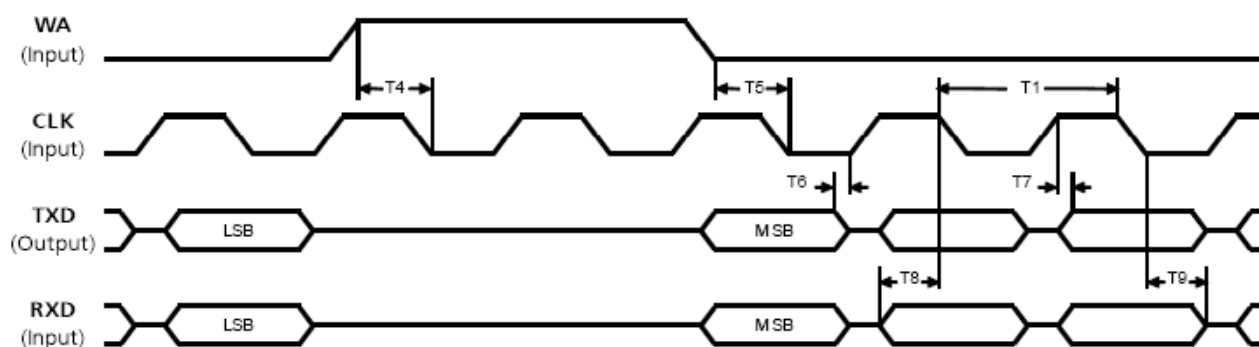 WA
(Input)
T4
T5
T1
CLK
(Input)
T6
T7
TXD
(Output)
LSB
MSB
T8
T9
RXD
(Input)
LSB
MSB